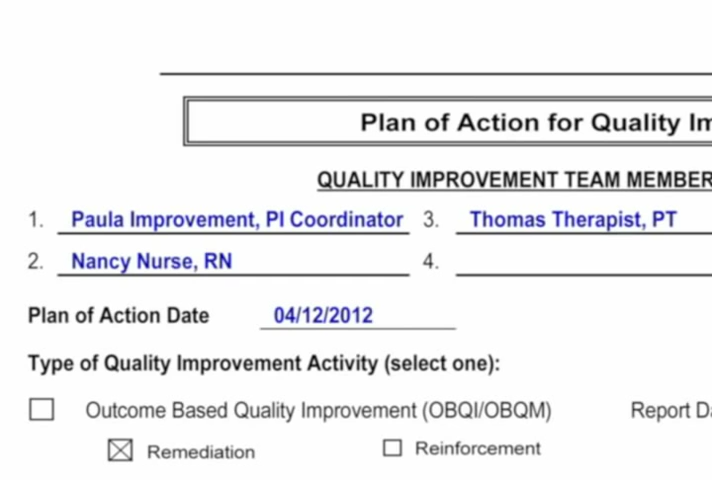 Plan of Action for Quality
QUALITY IMPROVEMENT TEAM MEMBER
1. Paula Improvement, PI Coordinator 3. Thomas Therapist, PT
2. Nancy Nurse, RN 4.
Plan of Action Date 04/12/2012
Type of Quality Improvement Activity (select one):
Outcome Based Quality Improvement (OBQI/OBQM) Report
Remediation Reinforcement